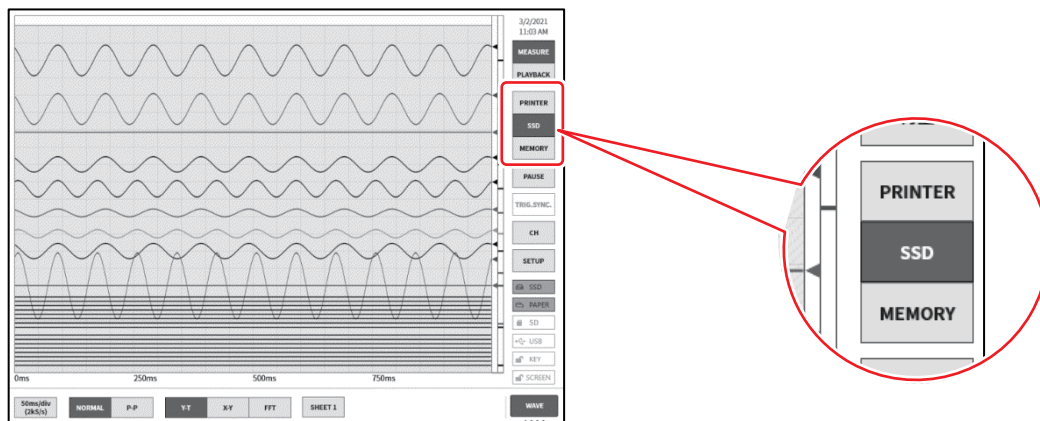 3/2/2021
11:03 AM
MEASURE
PLAYBACK
PRINTER
SSD
MEMORY
PAUSE
TRIG.SYNC.
CH
SETUP
SSD
PAPER
SD
USB
KEY
SCREEN
0ms 250ms 500ms 750ms
50ms/div
(2kS/s)
NORMAL P-P Y-T X-Y FFT SHEET 1 WAVE
PRINTER
SSD
MEMORY